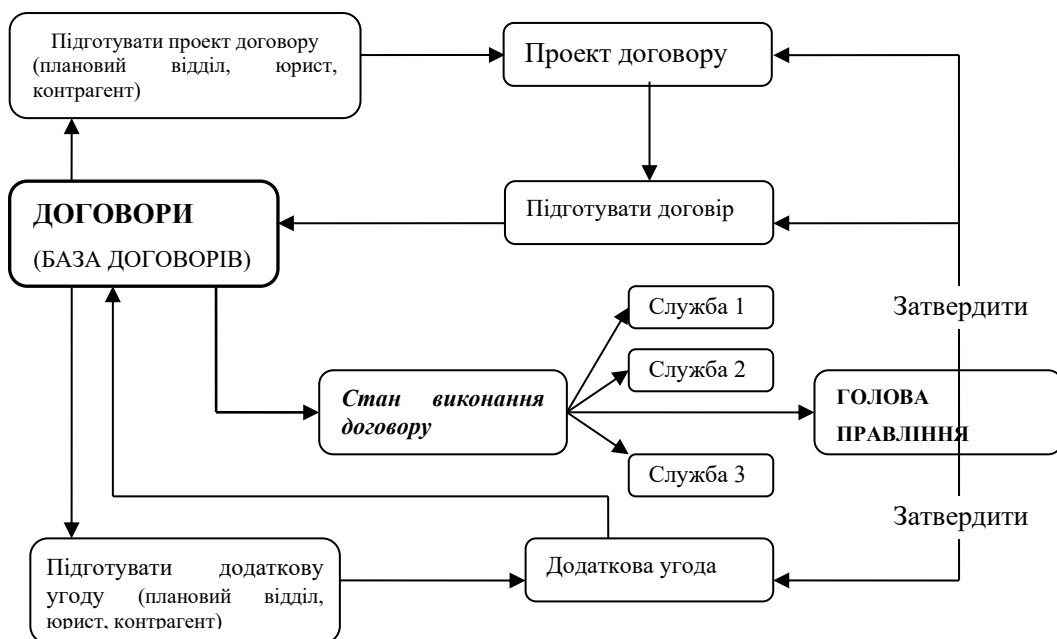 Підготувати проект договору
(плановий відділ, юрист,
контрагент)
Проект договору
ДОГОВОРИ
(БАЗА ДОГОВОРІВ)
Підготувати договір
Служба 1
Затвердити
Служба 2
Стан виконання
договору
ГОЛОВА
ПРАВЛІННЯ
Служба 3
Затвердити
Підготувати додаткову
угоду (плановий відділ,
юрист, контрагент)
Додаткова угода